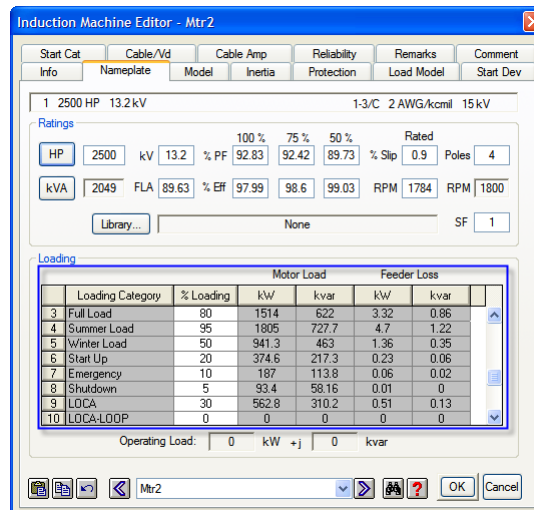 Induction Machine Editor - Mtr2
Start Cat Cable/Vd Cable Amp Reliability Remarks Comment
Info Nameplate Model Inertia Protection Load Model Start Dev
1 2500 HP 13.2 kV 1-3/C 2 AWG/kcmil 15 kV
Ratings
100 % 75 % 50 % Rated
HP 2500 kV 13.2 % PF 92.83 92.42 89.73 % Slip 0.9 Poles 4
kVA 2049 FLA 89.63 % Eff 97.99 98.6 99.03 RPM 1784 RPM 1800
Library... None SF 1
Loading
Motor Load Feeder Loss
Loading Category % Loading kW kvar kW kvar
3 Full Load 80 1514 622 3.32 0.86
4 Summer Load 95 1805 727.7 4.7 1.22
5 Winter Load 50 941.3 463 1.36 0.35
6 Start Up 20 374.6 217.3 0.23 0.06
7 Emergency 10 187 113.8 0.06 0.02
8 Shutdown 5 93.4 58.16 0.01 0
9 LOCA 30 562.8 310.2 0.51 0.13
10 LOCA-LOOP 0 0 0 0 0
Operating Load: 0 kW +j 0 kvar
Mtr2 ? OK Cancel